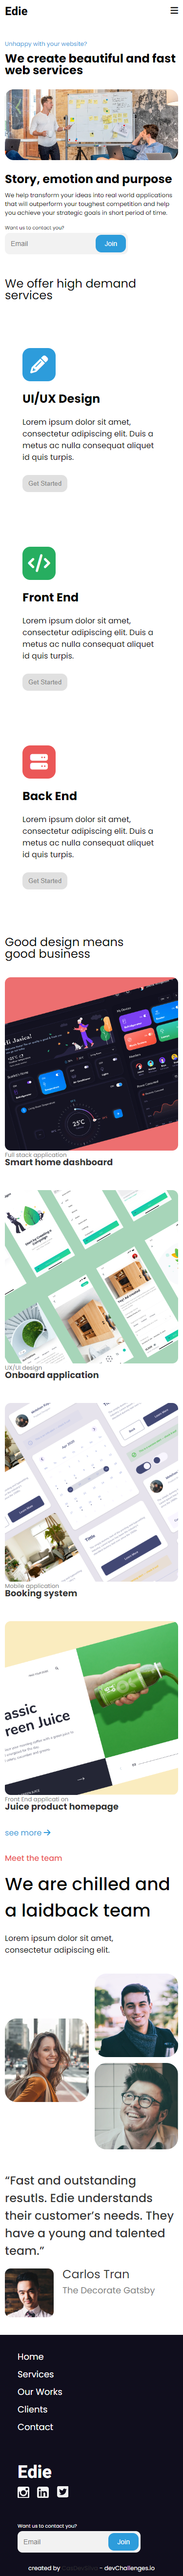 Edie
Unhappy with your website?
We create beautiful and fast
web services
Story, emotion and purpose
We help transform your ideas into real world applications
that will outperform your toughest competition and help
you achieve your strategic goals in short period of time.
Want us to contact you?
Email
Join
We offer high demand
services
UI/UX Design
Lorem ipsum dolor sit amet,
consectetur adipiscing elit. Duis a
metus ac nulla consequat aliquet
id quis turpis.
Get Started
Front End
Lorem ipsum dolor sit amet,
consectetur adipiscing elit. Duis a
metus ac nulla consequat aliquet
id quis turpis.
Get Started
Back End
Lorem ipsum dolor sit amet,
consectetur adipiscing elit. Duis a
metus ac nulla consequat aliquet
id quis turpis.
Get Started
Good design means
good business
25°C
Full stack application
Smart home dashboard
UX/UI design
Onboard application
Mobile application
Booking system
assic
reen Juice
Front End applicati on
Juice product homepage
see more
Meet the team
We are chilled and
a laidback team
Lorem ipsum dolor sit amet,
consectetur adipiscing elit.
“Fast and outstanding
resutls. Edie understands
their customer’s needs. They
have a young and talented
team.”
Carlos Tran
The Decorate Gatsby
Home
Services
Our Works
Clients
Contact
Edie
Want us to contact you?
Email
Join
created by
- devChallenges.io